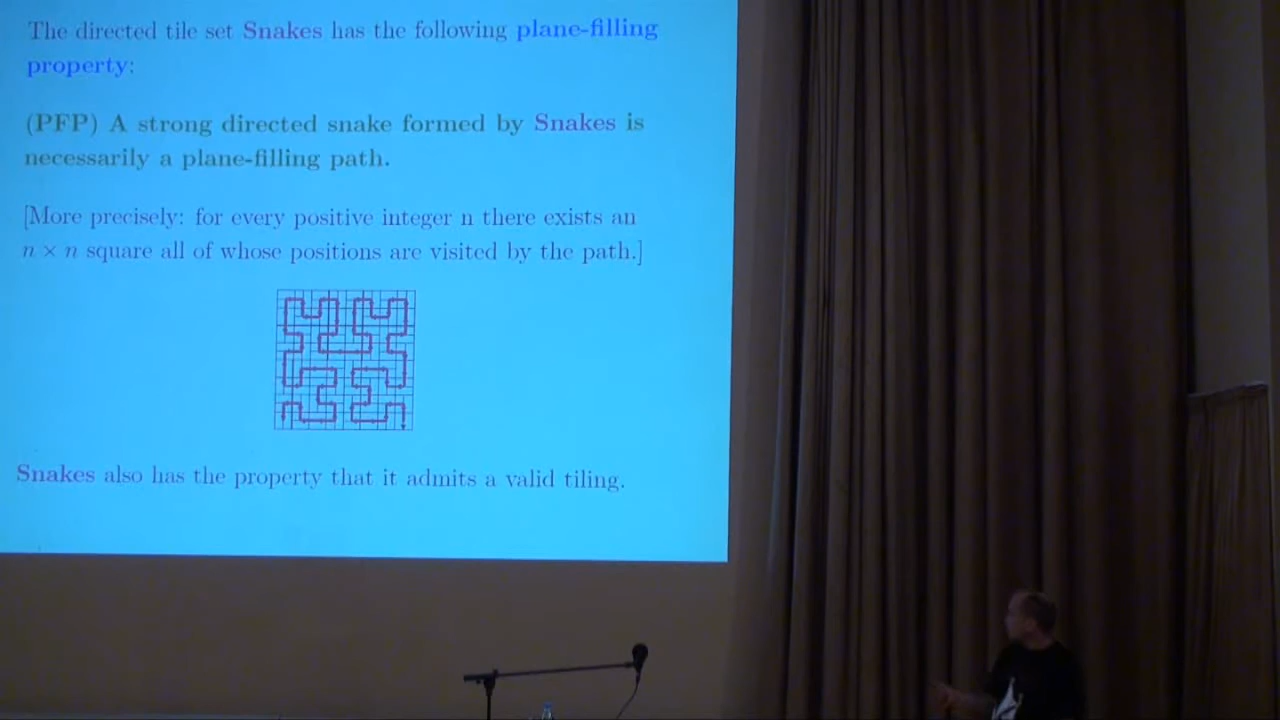 The directed tile set Snakes has the following plane-filling
property:
(PFP) A strong directed snake formed by Snakes is
necessarily a plane-filling path.
[More precisely: for every positive integer n there exists an
n × n square all of whose positions are visited by the path.]
Snakes also has the property that it admits a valid tiling.